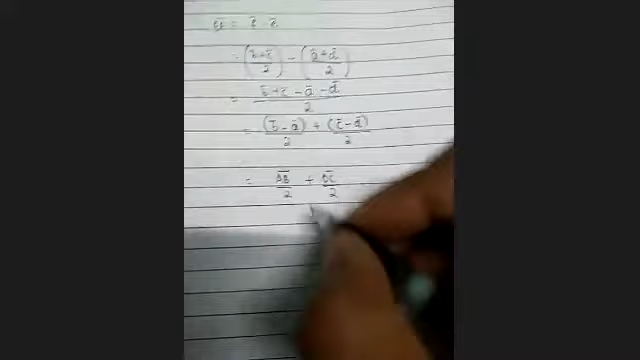 = ē - ē
= (b̄+c̄/2) - (ā+d̄/2)
= b̄+c̄-ā-d̄/2
= (b̄-ā)/2 + (c̄-d̄)/2
= AB̄/2 + DC̄/2